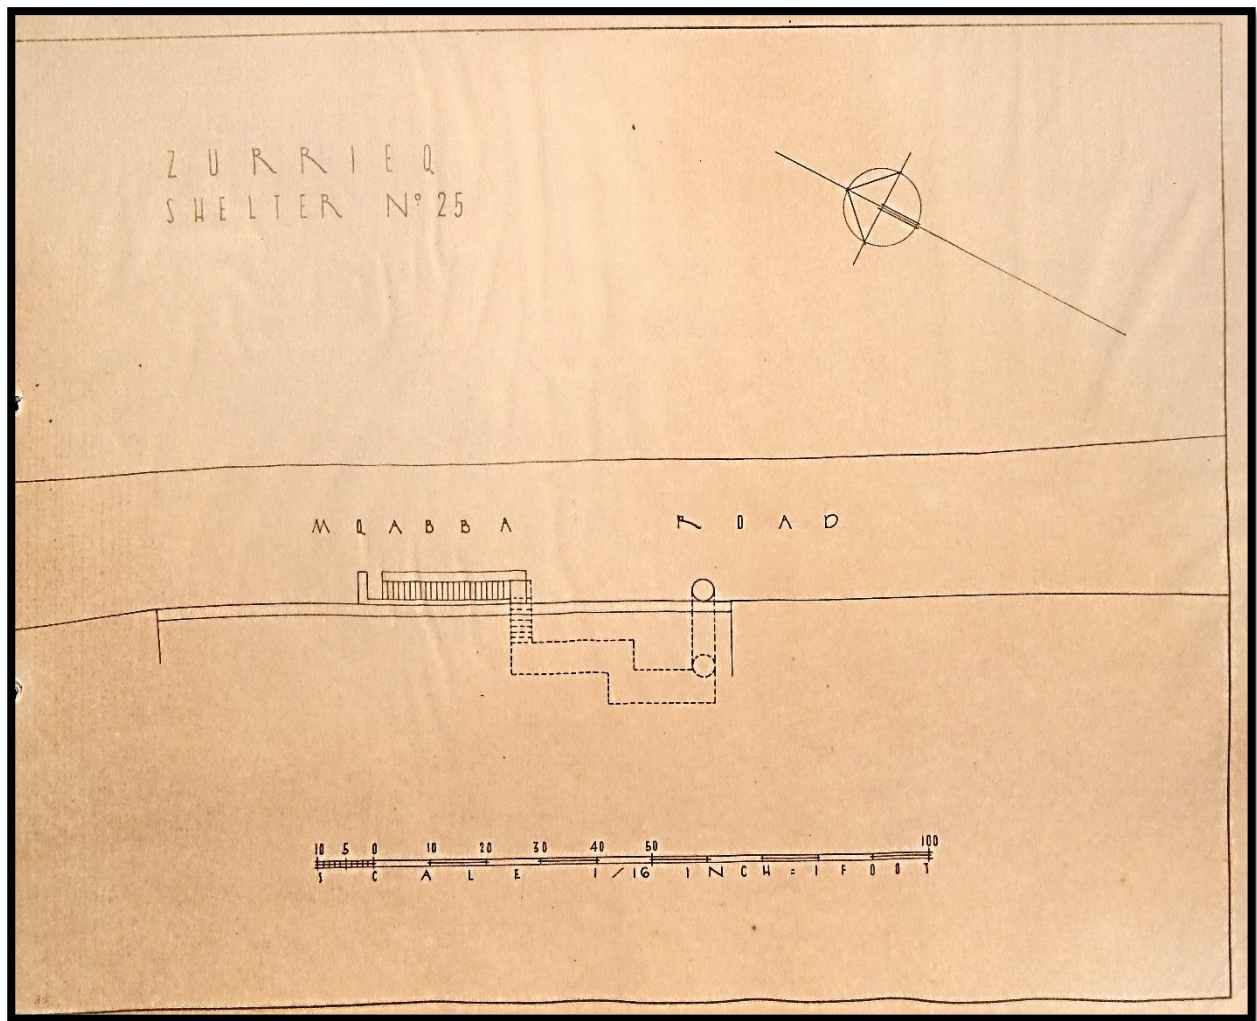 ZURRIEQ
SHELTER Nº 25
MQABBA ROAD
10 5 0 10 20 30 40 50 100
SCALE 1/16 INCH = 1 FOOT